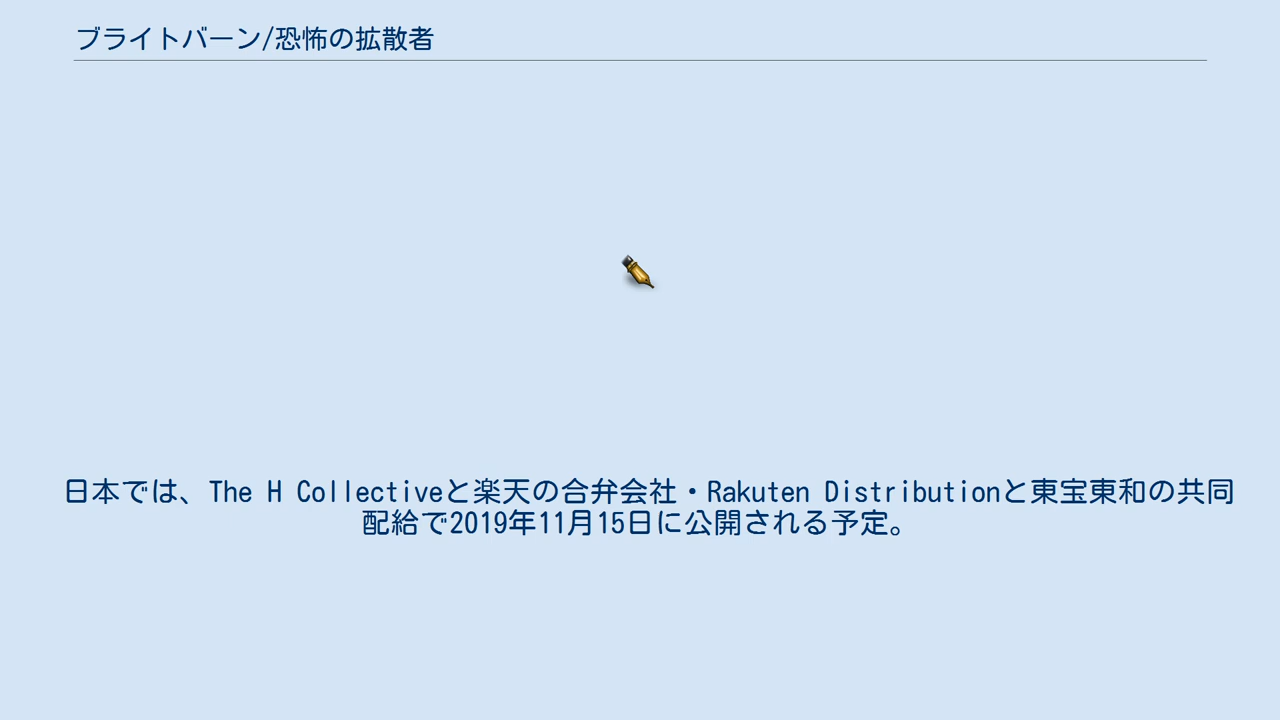 ブライトバーン/恐怖の拡散者
日本では、The H Collectiveと楽天の合弁会社・Rakuten Distributionと東宝東和の共同
配給で2019年11月15日に公開される予定。